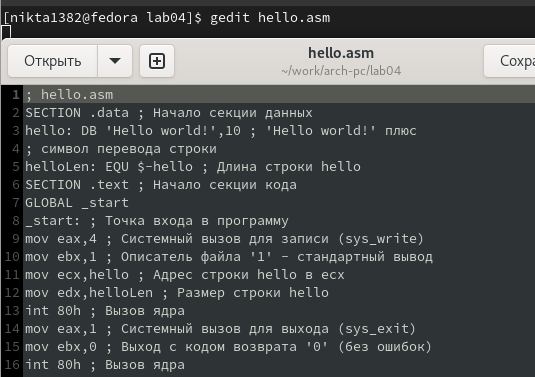 [nikta1382@fedora lab04]$ gedit hello.asm
Открыть
hello.asm
~/work/arch-pc/lab04
Сохра
1 ; hello.asm
2 SECTION .data ; Начало секции данных
3 hello: DB 'Hello world!',10 ; 'Hello world!' плюс
4 ; символ перевода строки
5 helloLen: EQU $-hello ; Длина строки hello
6 SECTION .text ; Начало секции кода
7 GLOBAL _start
8 _start: ; Точка входа в программу
9 mov eax,4 ; Системный вызов для записи (sys_write)
10 mov ebx,1 ; Описатель файла '1' - стандартный вывод
11 mov ecx,hello ; Адрес строки hello в ecx
12 mov edx,helloLen ; Размер строки hello
13 int 80h ; Вызов ядра
14 mov eax,1 ; Системный вызов для выхода (sys_exit)
15 mov ebx,0 ; Выход с кодом возврата '0' (без ошибок)
16 int 80h ; Вызов ядра